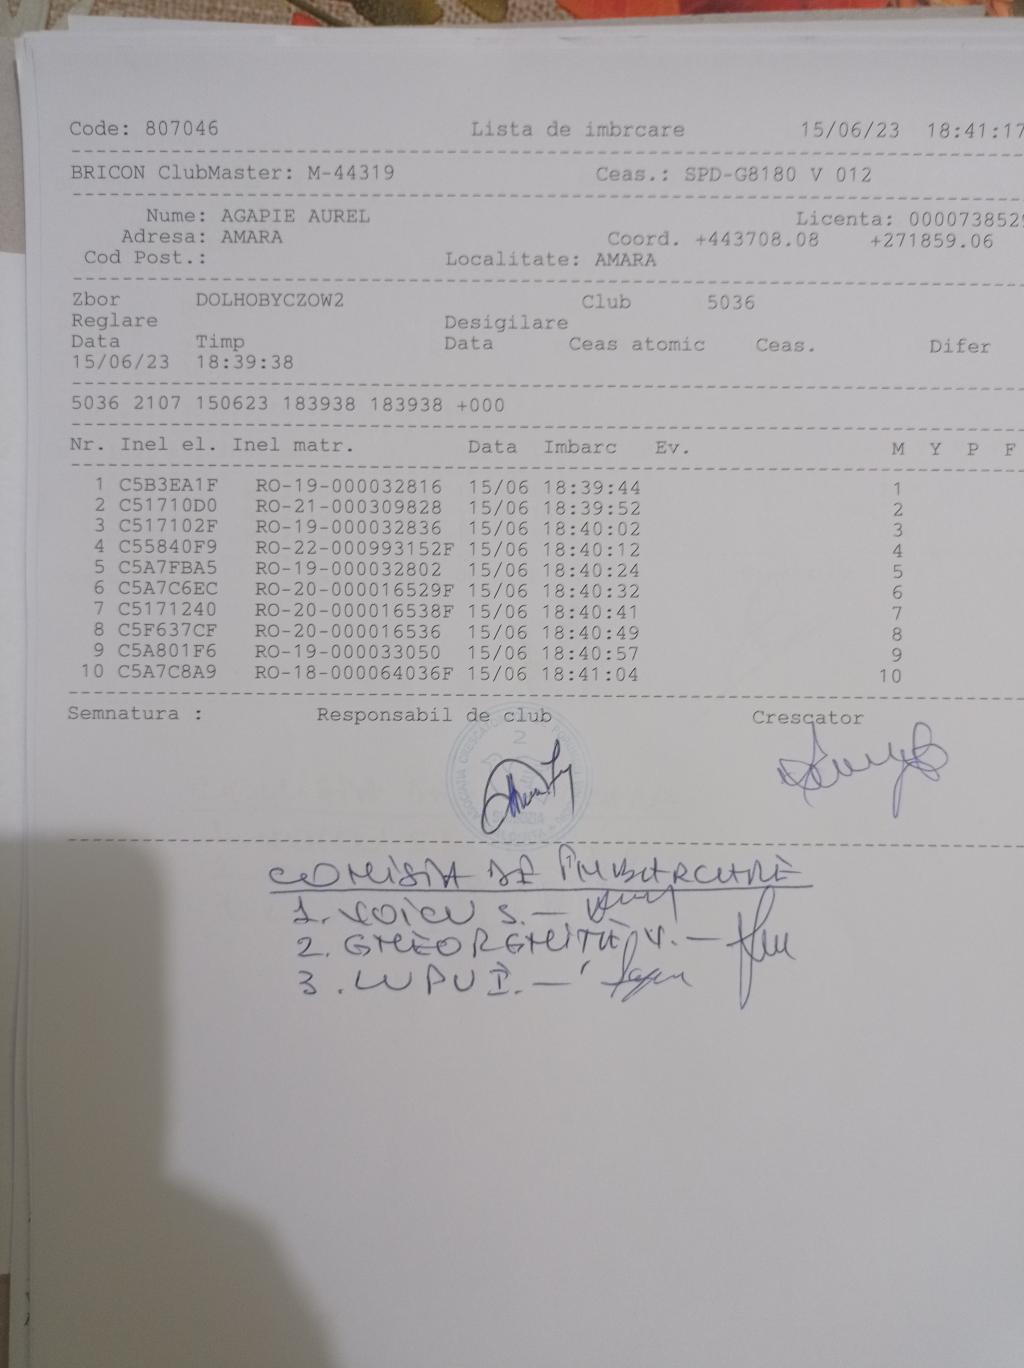 Code: 807046 Lista de imbrcare 15/06/23 18:41:17
BRICON ClubMaster: M-44319 Ceas.: SPD-G8180 V 012
Nume: AGAPIE AUREL Licenta: 0000738529
Adresa: AMARA Coord. +443708.08 +271859.06
Cod Post.: Localitate: AMARA
Zbor DOLHOBYCZOW2 Club 5036
Reglare Desigilare
Data Timp Data Ceas atomic Ceas. Difer
15/06/23 18:39:38
5036 2107 150623 183938 183938 +000
Nr. Inel el. Inel matr. Data Imbarc Ev. M Y P F
1 C5B3EA1F RO-19-000032816 15/06 18:39:44 1
2 C51710D0 RO-21-000309828 15/06 18:39:52 2
3 C517102F RO-19-000032836 15/06 18:40:02 3
4 C55840F9 RO-22-000993152F 15/06 18:40:12 4
5 C5A7FBA5 RO-19-000032802 15/06 18:40:24 5
6 C5A7C6EC RO-20-000016529F 15/06 18:40:32 6
7 C5171240 RO-20-000016538F 15/06 18:40:41 7
8 C5F637CF RO-20-000016536 15/06 18:40:49 8
9 C5A801F6 RO-19-000033050 15/06 18:40:57 9
10 C5A7C8A9 RO-18-000064036F 15/06 18:41:04 10
Semnatura : Responsabil de club Crescator
COMISIA DE IMBARCARE
1. VOICU S. –
2. GHEORGHITĂ V. –
3. LUPU I. –